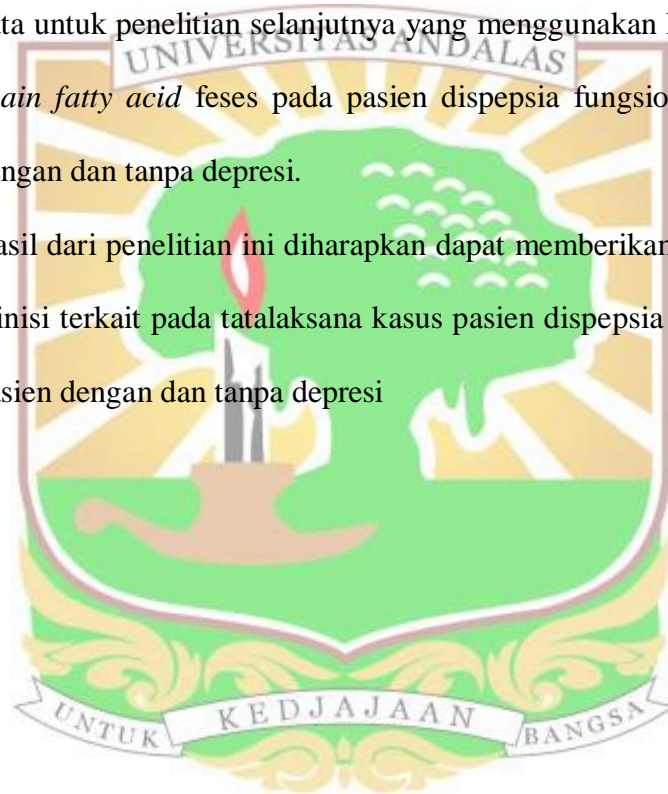 ta untuk penelitian selanjutnya yang menggunakan
UNIVERSITAS ANDALAS
ain fatty acid feses pada pasien dispepsia fungsio
ngan dan tanpa depresi.
asil dari penelitian ini diharapkan dapat memberikan
inisi terkait pada tatalaksana kasus pasien dispepsia
asien dengan dan tanpa depresi
UNTUK KEDJAJAAN BANGSA